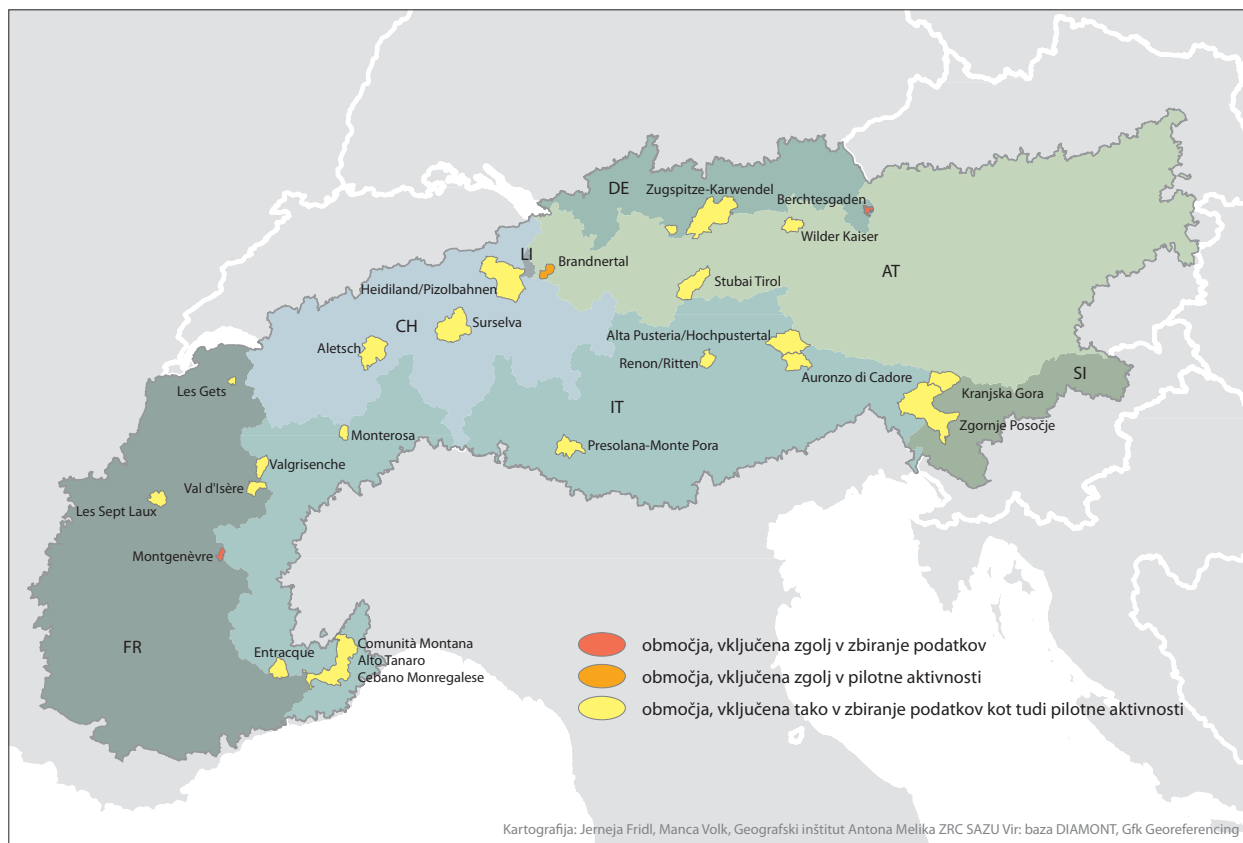 DE
Zugspitze-Karwendel
Berchtesgaden
Wilder Kaiser
LI
Brandnertal
AT
Heidiland/Pizolbahnen
Stubai Tirol
CH
Surselva
Alta Pusteria/Hochpustertal
Aletsch
Renon/Ritten
Auronzo di Cadore
SI
Les Gets
Kranjska Gora
IT
Zgornje Posočje
Monterosa
Presolana-Monte Pora
Valgrisenche
Val d'Isère
Les Sept Laux
Montgenèvre
FR
Entracque
Comunità Montana
Alto Tanaro
Cebano Monregalese
območja, vključena zgolj v zbiranje podatkov
območja, vključena zgolj v pilotne aktivnosti
območja, vključena tako v zbiranje podatkov kot tudi pilotne aktivnosti
Kartografija: Jerneja Fridl, Manca Volk, Geografski inštitut Antona Melika ZRC SAZU Vir: baza DIAMONT, Gfk Georeferencing